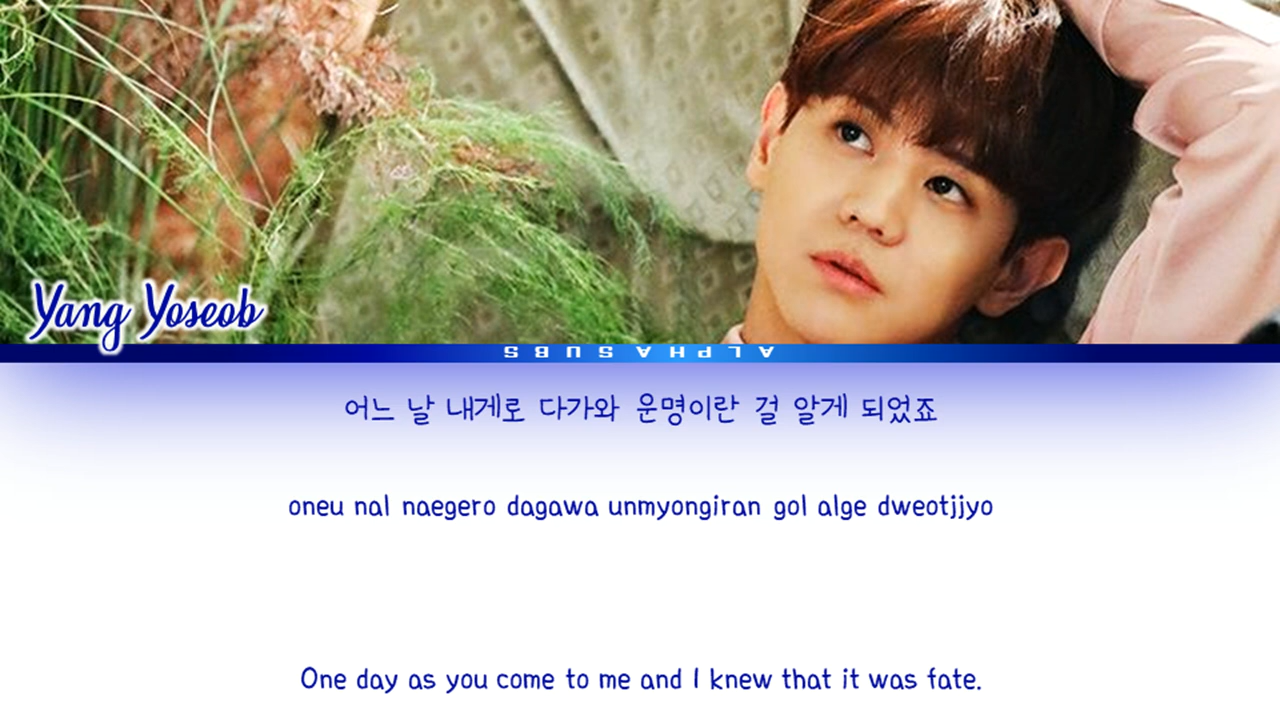 Yang Yoseob
ALPHA SUBS
어느 날 내게로 다가와 운명이란 걸 알게 되었죠
oneu nal naegero dagawa unmyongiran gol alge dweotjjyo
One day as you come to me and I knew that it was fate.